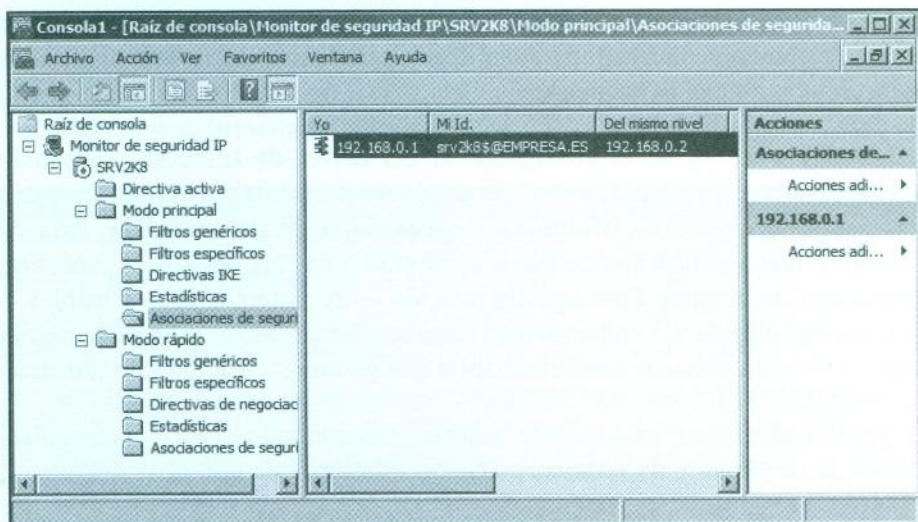 Consola1 - [Raíz de consola\Monitor de seguridad IP\SRV2K8\Modo principal\Asociaciones de segurida...
Archivo Acción Ver Favoritos Ventana Ayuda
Raíz de consola
Monitor de seguridad IP
SRV2K8
Directiva activa
Modo principal
Filtros genéricos
Filtros específicos
Directivas IKE
Estadísticas
Asociaciones de seguri
Modo rápido
Filtros genéricos
Filtros específicos
Directivas de negociac
Estadísticas
Asociaciones de seguri
Yo Mi Id. Del mismo nivel
192.168.0.1 srv2k8$@EMPRESA.ES 192.168.0.2
Acciones
Asociaciones de...
Acciones adi...
192.168.0.1
Acciones adi...